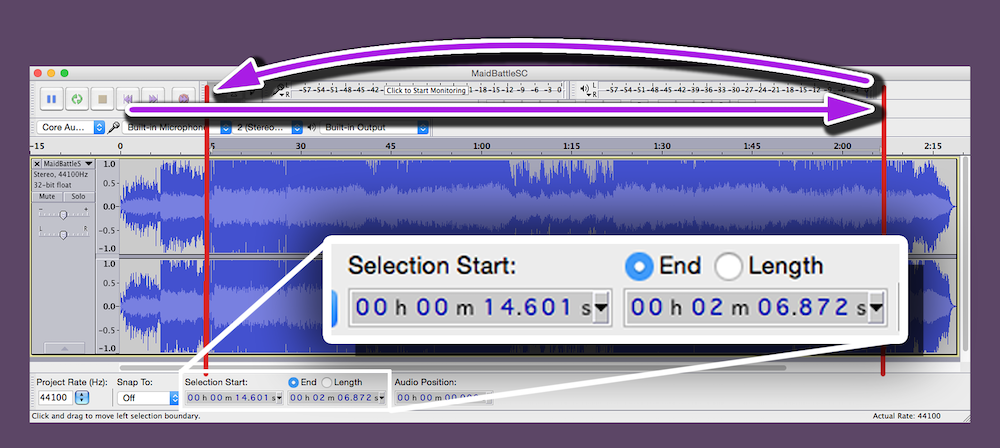 MaidBattleSC
L
R
-57-54-51-48-45-42-
Click to Start Monitoring
1-18-15-12 -9 -6 -3 0
L
R
-57-54-51-48-45-42-39-36-33-30-27-24-21-18-15-12 -9
Core Au...
Built-in Microphone
2 (Stereo...
Built-in Output
-15 0 15 30 45 1:00 1:15 1:30 1:45 2:00 2:15
MaidBattleS
Stereo, 44100Hz
32-bit float
Mute Solo
- +
L R
1.0
0.5-
0.0-
-0.5-
-1.0
1.0
0.5-
0.0-
-0.5-
-1.0
Selection Start: End Length
00 h 00 m 14.601 s 00 h 02 m 06.872 s
Project Rate (Hz): Snap To: Selection Start: End Length Audio Position:
44100 Off 00 h 00 m 14.601 s 00 h 02 m 06.872 s 00 h 00 m
Click and drag to move left selection boundary. Actual Rate: 44100